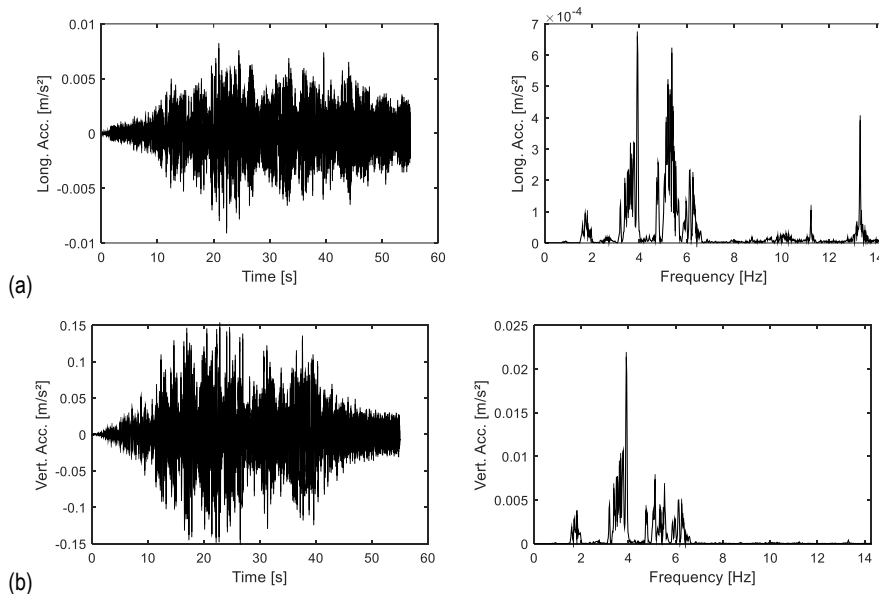 0.01
0.005
0
-0.005
-0.01
Long. Acc. [m/s²]
0 10 20 30 40 50 60
Time [s]
×10⁻⁴
7
6
5
4
3
2
1
0
Long. Acc. [m/s²]
0 2 4 6 8 10 12 14
Frequency [Hz]
(a)
0.15
0.1
0.05
0
-0.05
-0.1
-0.15
Vert. Acc. [m/s²]
0 10 20 30 40 50 60
Time [s]
0.025
0.02
0.015
0.01
0.005
0
Vert. Acc. [m/s²]
0 2 4 6 8 10 12 14
Frequency [Hz]
(b)